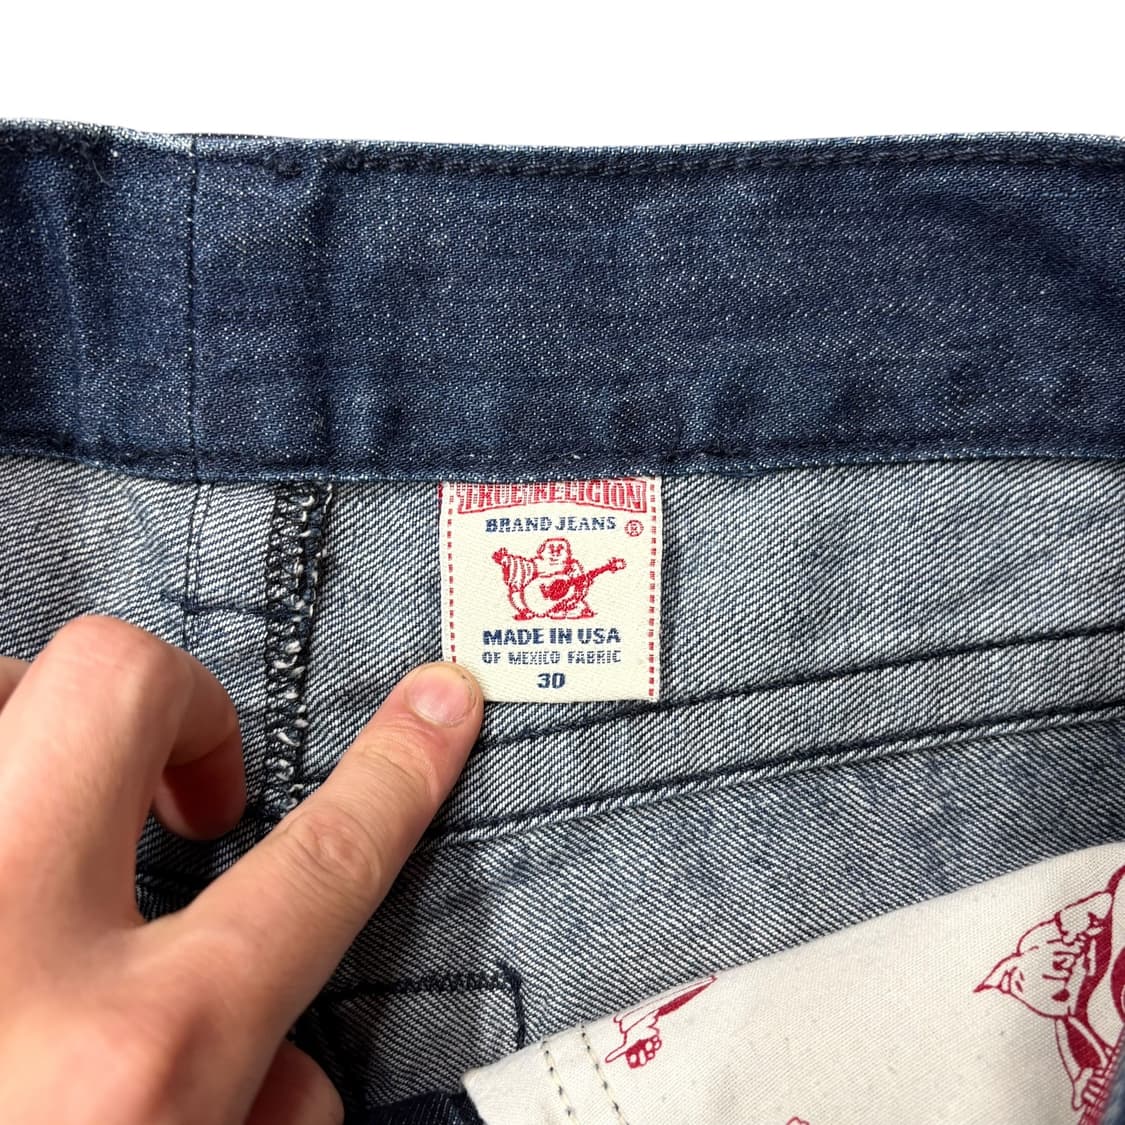 TRUE RELIGION
BRAND JEANS ®
MADE IN USA
OF MEXICO FABRIC
30